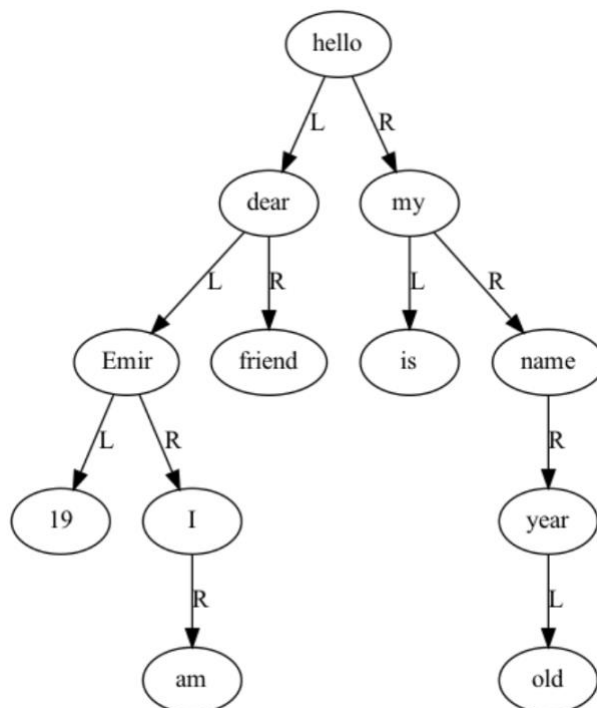 hello
L R
dear my
L R L R
Emir friend is name
L R R
19 I year
R L
am old